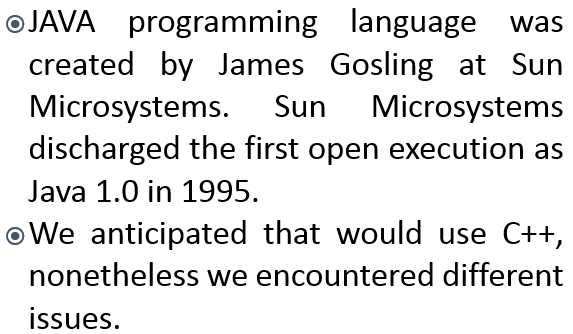 JAVA programming language was
created by James Gosling at Sun
Microsystems. Sun Microsystems
discharged the first open execution as
Java 1.0 in 1995.
We anticipated that would use C++,
nonetheless we encountered different
issues.